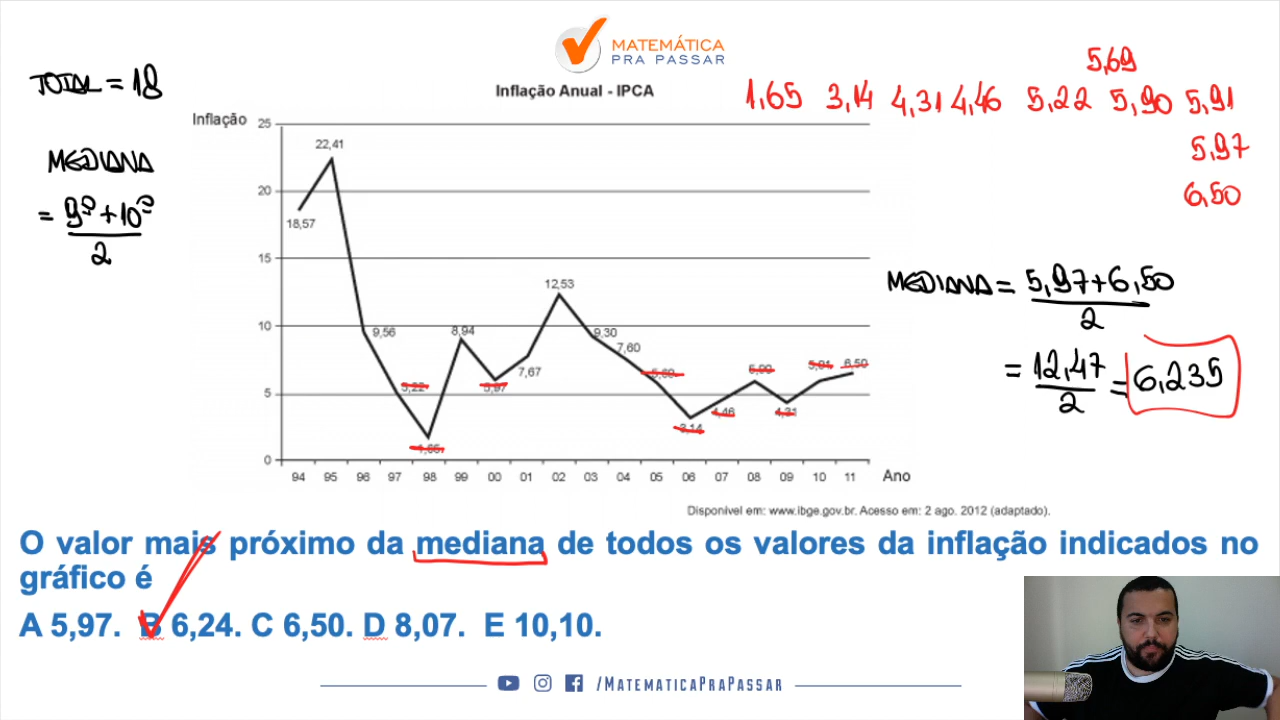 MATEMÁTICA
PRA PASSAR
TOTAL = 18
MEDIANA
= 9º + 10º
2
Inflação Anual - IPCA
Inflação
25
20
15
10
5
0
22,41
18,57
9,56
5,22
1,65
8,94
5,97
7,67
12,53
9,30
7,60
5,69
3,14
4,46
5,90
4,31
5,91
6,50
94 95 96 97 98 99 00 01 02 03 04 05 06 07 08 09 10 11 Ano
5,69
1,65 3,14 4,31 4,46 5,22 5,90 5,91
5,97
6,50
MEDIANA = 5,97+6,50
2
= 12,47 = 6,235
2
Disponível em: www.ibge.gov.br. Acesso em: 2 ago. 2012 (adaptado).
O valor mais próximo da mediana de todos os valores da inflação indicados no
gráfico é
A 5,97. B 6,24. C 6,50. D 8,07. E 10,10.
/MATEMATICAPRAPASSAR